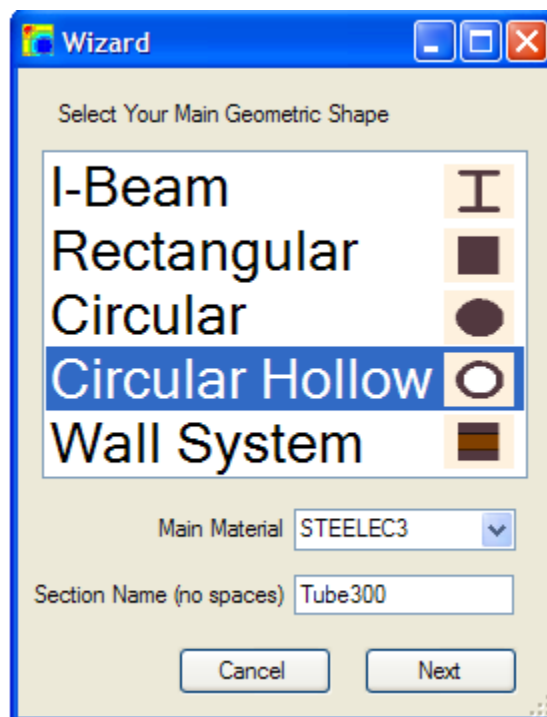 Wizard
Select Your Main Geometric Shape
I-Beam
Rectangular
Circular
Circular Hollow
Wall System
Main Material STEELEC3
Section Name (no spaces) Tube300
Cancel Next